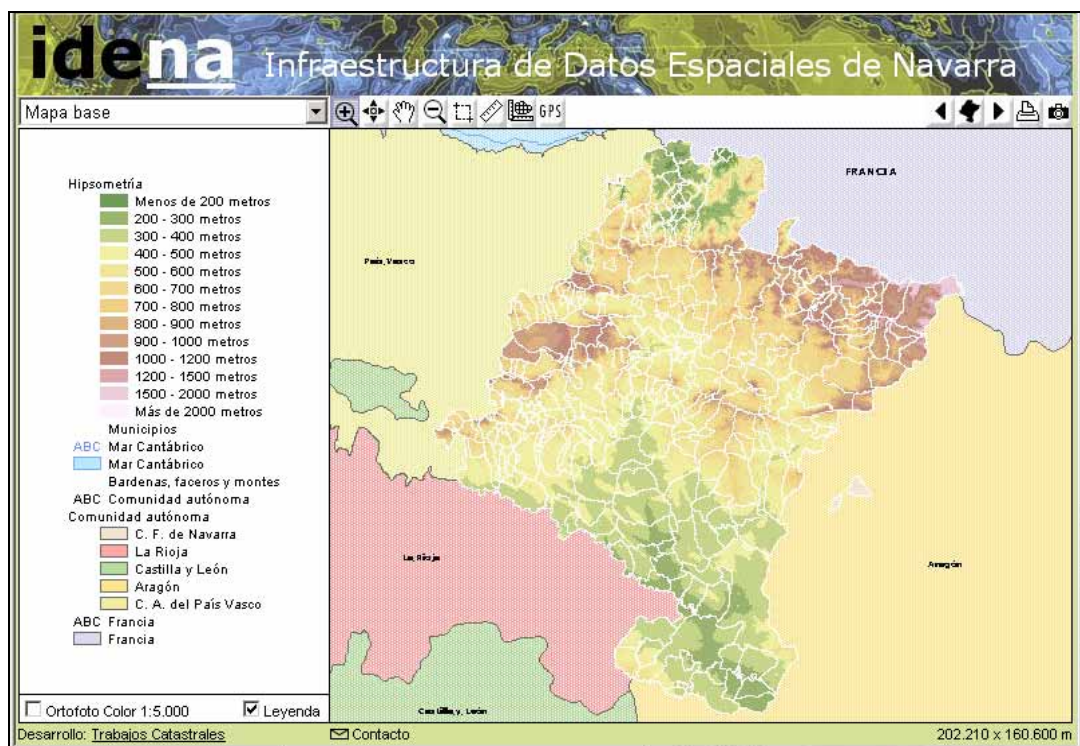 idena Infraestructura de Datos Espaciales de Navarra
Mapa base
GPS
Hipsometría
Menos de 200 metros
200 - 300 metros
300 - 400 metros
400 - 500 metros
500 - 600 metros
600 - 700 metros
700 - 800 metros
800 - 900 metros
900 - 1000 metros
1000 - 1200 metros
1200 - 1500 metros
1500 - 2000 metros
Más de 2000 metros
Municipios
ABC Mar Cantábrico
Mar Cantábrico
Bardenas, faceros y montes
ABC Comunidad autónoma
Comunidad autónoma
C. F. de Navarra
La Rioja
Castilla y León
Aragón
C. A. del País Vasco
ABC Francia
Francia
FRANCIA
País, Vasco
La, Rioja
Aragón
Castilla, y, León
Ortofoto Color 1:5.000
Leyenda
Desarrollo: Trabajos Catastrales
Contacto
202.210 x 160.600 m